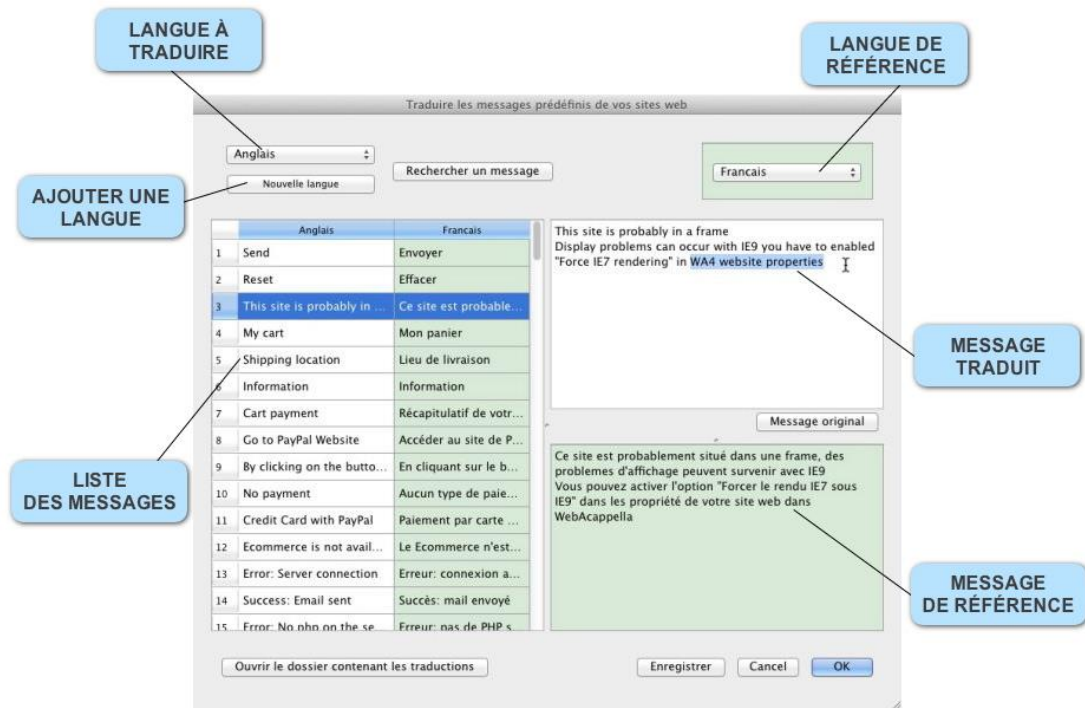 LANGUE À
TRADUIRE
LANGUE DE
RÉFÉRENCE
Traduire les messages prédéfinis de vos sites web
Anglais
Rechercher un message
Francais
Nouvelle langue
AJOUTER UNE
LANGUE
Anglais Francais
1 Send Envoyer
2 Reset Effacer
3 This site is probably in ... Ce site est probable...
4 My cart Mon panier
5 Shipping location Lieu de livraison
6 Information Information
7 Cart payment Récapitulatif de votr...
8 Go to PayPal Website Accéder au site de P...
9 By clicking on the butto... En cliquant sur le b...
10 No payment Aucun type de paie...
11 Credit Card with PayPal Paiement par carte ...
12 Ecommerce is not avail... Le Ecommerce n'est...
13 Error: Server connection Erreur: connexion a...
14 Success: Email sent Succès: mail envoyé
15 Error: No php on the se... Erreur: pas de PHP s...
This site is probably in a frame
Display problems can occur with IE9 you have to enabled
"Force IE7 rendering" in WA4 website properties
MESSAGE
TRADUIT
Message original
Ce site est probablement situé dans une frame, des
problemes d'affichage peuvent survenir avec IE9
Vous pouvez activer l'option "Forcer le rendu IE7 sous
IE9" dans les propriété de votre site web dans
WebAcappella
LISTE
DES MESSAGES
MESSAGE
DE RÉFÉRENCE
Ouvrir le dossier contenant les traductions
Enregistrer
Cancel
OK